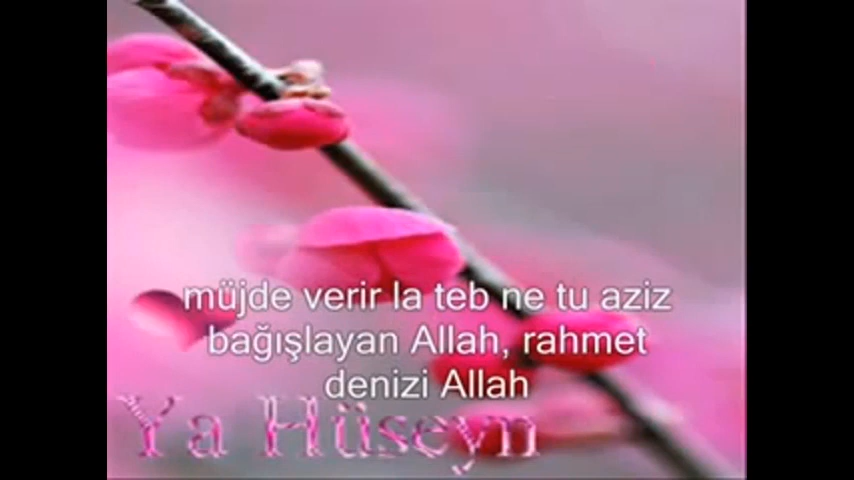 müjde verir la teb ne tu aziz
bağışlayan Allah, rahmet
denizi Allah
Ya Hüseyn